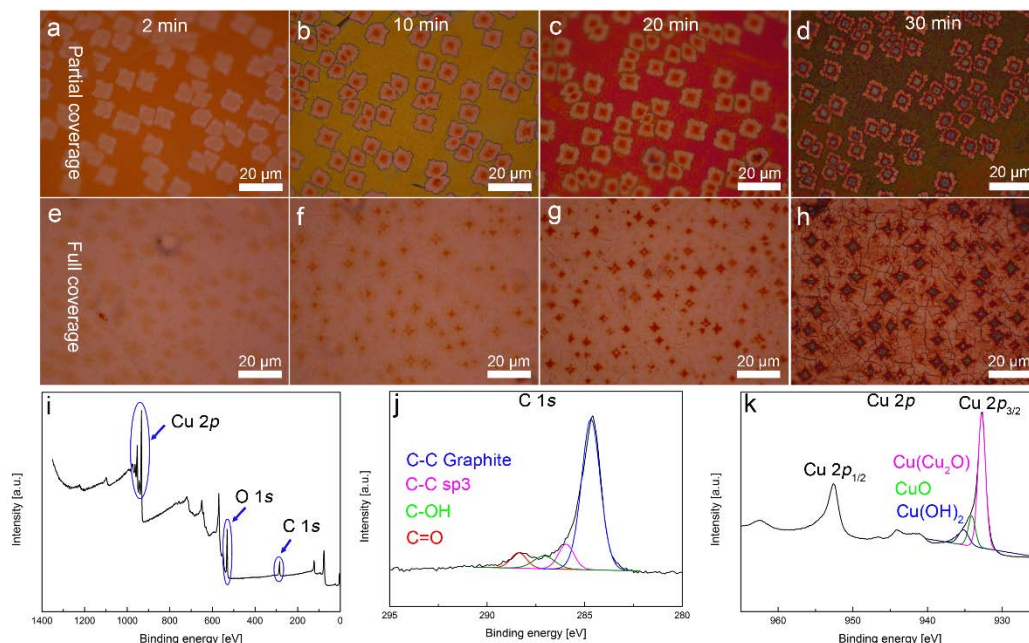 a 2 min
b 10 min
c 20 min
d 30 min
Partial coverage
20 µm
20 µm
20 µm
20 µm
e
f
g
h
Full coverage
20 µm
20 µm
20 µm
20 µm
i
Cu 2p
O 1s
C 1s
Intensity [a.u.]
1400 1200 1000 800 600 400 200 0
Binding energy [eV]
j
C 1s
C-C Graphite
C-C sp3
C-OH
C=O
Intensity [a.u.]
295 290 285 280
Binding energy [eV]
k
Cu 2p
Cu 2p3/2
Cu 2p1/2
Cu(Cu2O)
CuO
Cu(OH)2
Intensity [a.u.]
960 950 940 930
Binding energy [eV]